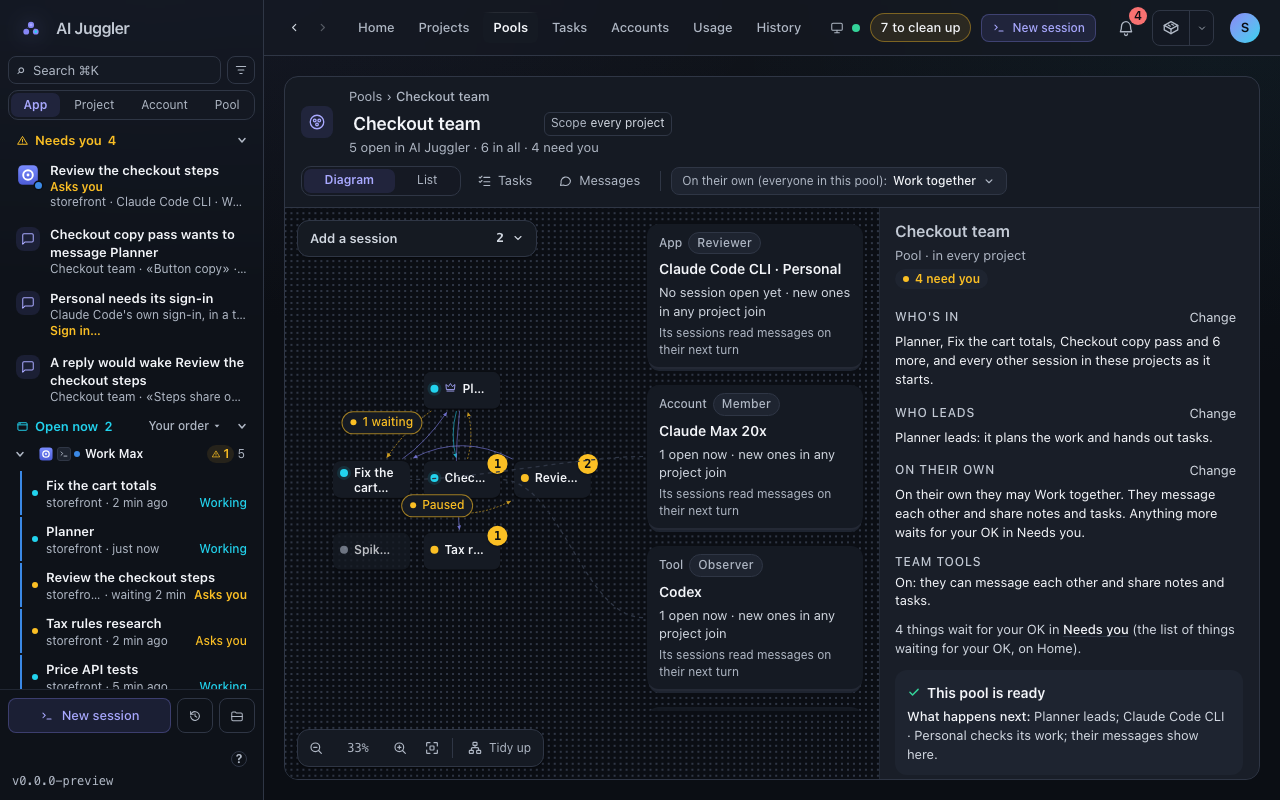 AI Juggler
Search ⌘K
App
Project
Account
Pool
Needs you 4
Review the checkout steps
Asks you
storefront · Claude Code CLI · W…
Checkout copy pass wants to
message Planner
Checkout team · «Button copy» ·…
Personal needs its sign-in
Claude Code's own sign-in, in a t…
Sign in…
A reply would wake Review the
checkout steps
Checkout team · «Steps share o…
Open now 2
Your order
Work Max
1
5
Fix the cart totals
storefront · 2 min ago
Working
Planner
storefront · just now
Working
Review the checkout steps
storefro… · waiting 2 min
Asks you
Tax rules research
storefront · 2 min ago
Asks you
Price API tests
storefront · 5 min ago
Working
New session
?
v0.0.0-preview
Home
Projects
Pools
Tasks
Accounts
Usage
History
7 to clean up
New session
4
S
Pools › Checkout team
Checkout team
Scope every project
5 open in AI Juggler · 6 in all · 4 need you
Diagram
List
Tasks
Messages
On their own (everyone in this pool): Work together
Add a session
2
Pl…
1 waiting
Fix the
cart…
Chec…
1
Revie…
2
Paused
Spik…
Tax r…
1
33%
Tidy up
App
Reviewer
Claude Code CLI · Personal
No session open yet · new ones
in any project join
Its sessions read messages on
their next turn
Account
Member
Claude Max 20x
1 open now · new ones in any
project join
Its sessions read messages on
their next turn
Tool
Observer
Codex
1 open now · new ones in any
project join
Its sessions read messages on
their next turn
Checkout team
Pool · in every project
4 need you
WHO'S IN
Change
Planner, Fix the cart totals, Checkout copy pass and 6
more, and every other session in these projects as it
starts.
WHO LEADS
Change
Planner leads: it plans the work and hands out tasks.
ON THEIR OWN
Change
On their own they may Work together. They message
each other and share notes and tasks. Anything more
waits for your OK in Needs you.
TEAM TOOLS
On: they can message each other and share notes and
tasks.
4 things wait for your OK in Needs you (the list of things
waiting for your OK, on Home).
This pool is ready
What happens next: Planner leads; Claude Code CLI
· Personal checks its work; their messages show
here.